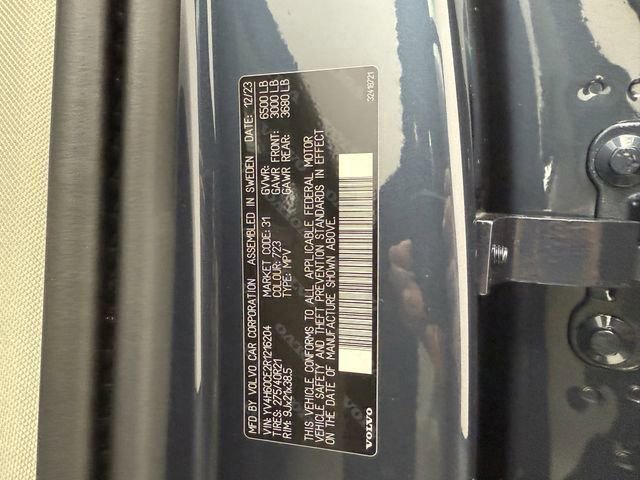 MFD BY VOLVO CAR CORPORATION ASSEMBLED IN SWEDEN DATE: 12/23
VIN: YV4H60CE2R1216204 MARKET CODE: 31 GVWR: 6500 LB
TIRES: 275/40R21 COLOUR: 723 GAWR FRONT: 3000 LB
RIM: 9Jx21x38.5 TYPE: MPV GAWR REAR: 3680 LB
THIS VEHICLE CONFORMS TO ALL APPLICABLE FEDERAL MOTOR
VEHICLE SAFETY AND THEFT PREVENTION STANDARDS IN EFFECT
ON THE DATE OF MANUFACTURE SHOWN ABOVE.
VOLVO
32418721